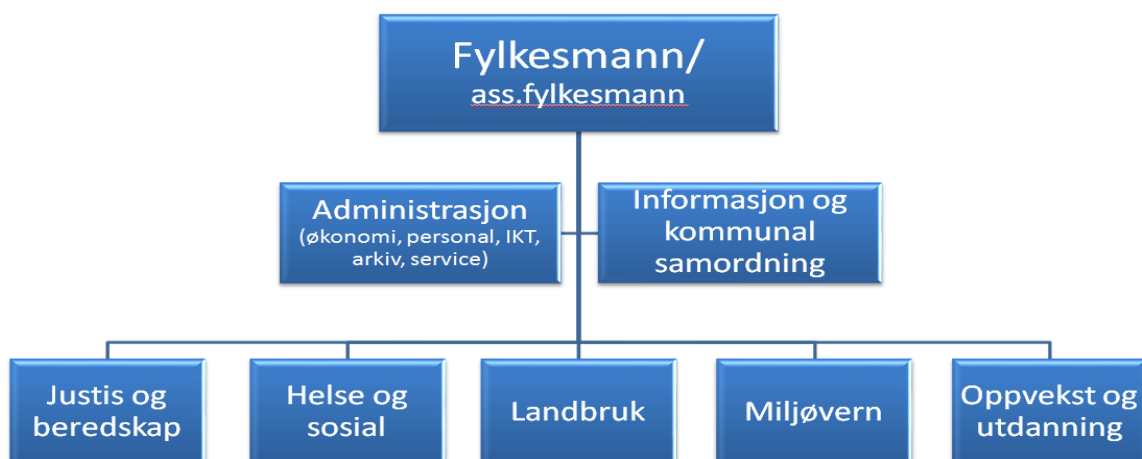 Fylkesmann/
ass.fylkesmann
Administrasjon
(økonomi, personal, IKT,
arkiv, service)
Informasjon og
kommunal
samordning
Justis og
beredskap
Helse og
sosial
Landbruk
Miljøvern
Oppvekst og
utdanning